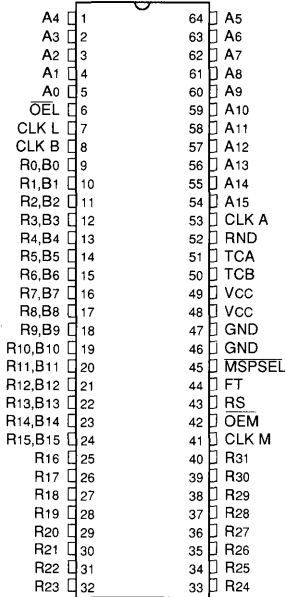 A4 1 64 A5
A3 2 63 A6
A2 3 62 A7
A1 4 61 A8
A0 5 60 A9
OEL 6 59 A10
CLK L 7 58 A11
CLK B 8 57 A12
R0,B0 9 56 A13
R1,B1 10 55 A14
R2,B2 11 54 A15
R3,B3 12 53 CLK A
R4,B4 13 52 RND
R5,B5 14 51 TCA
R6,B6 15 50 TCB
R7,B7 16 49 VCC
R8,B8 17 48 VCC
R9,B9 18 47 GND
R10,B10 19 46 GND
R11,B11 20 45 MSPSEL
R12,B12 21 44 FT
R13,B13 22 43 RS
R14,B14 23 42 OEM
R15,B15 24 41 CLK M
R16 25 40 R31
R17 26 39 R30
R18 27 38 R29
R19 28 37 R28
R20 29 36 R27
R21 30 35 R26
R22 31 34 R25
R23 32 33 R24